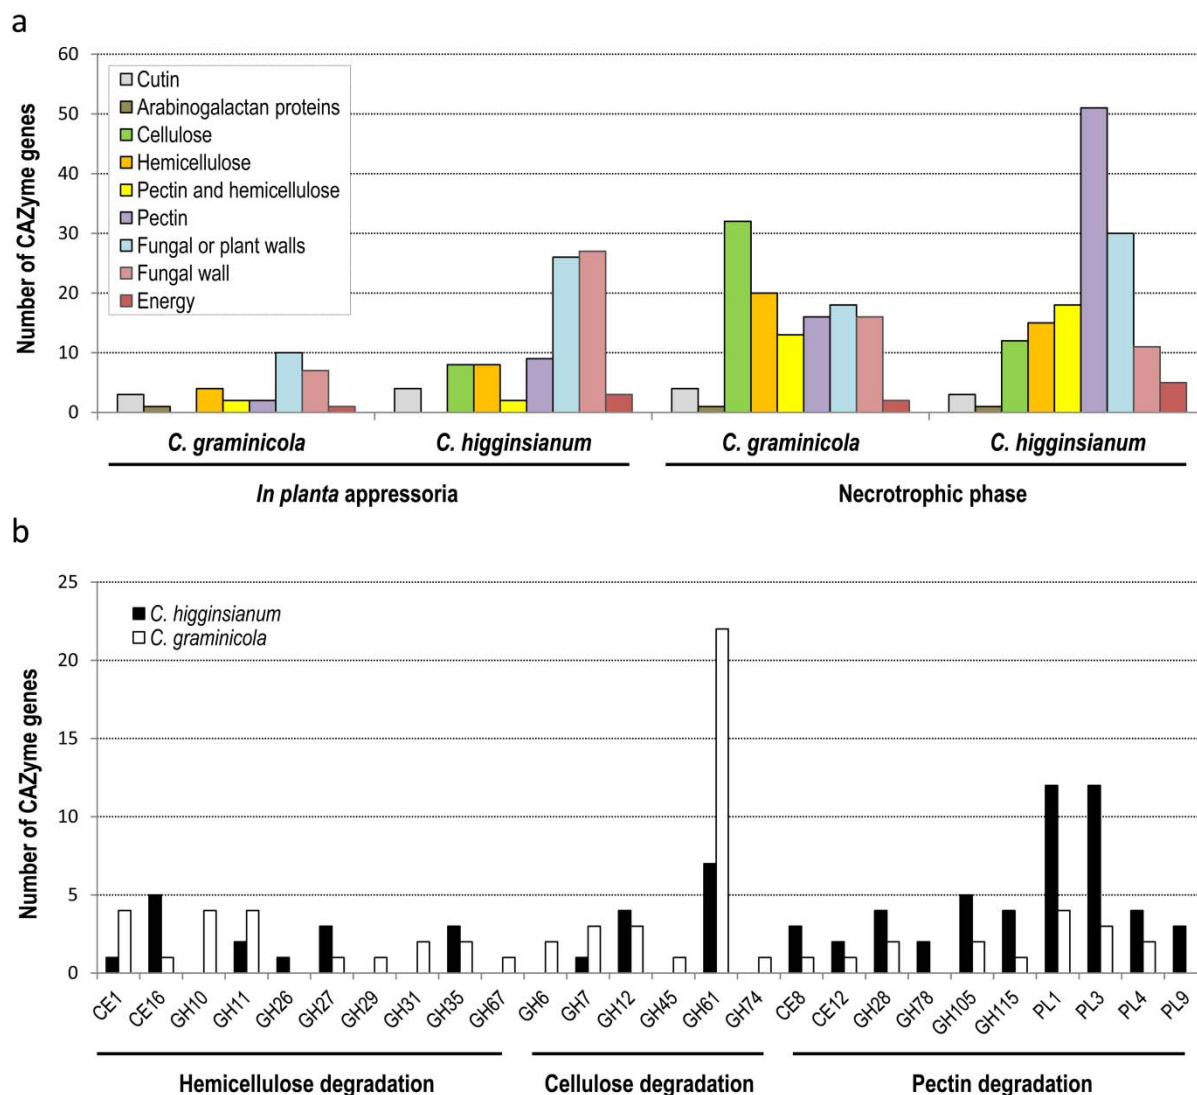 a
Number of CAZyme genes
60
50
40
30
20
10
0
Cutin
Arabinogalactan proteins
Cellulose
Hemicellulose
Pectin and hemicellulose
Pectin
Fungal or plant walls
Fungal wall
Energy
C. graminicola C. higginsianum C. graminicola C. higginsianum
In planta appressoria Necrotrophic phase
b
Number of CAZyme genes
25
20
15
10
5
0
C. higginsianum
C. graminicola
CE1 CE16 GH10 GH11 GH26 GH27 GH29 GH31 GH35 GH67 GH6 GH7 GH12 GH45 GH61 GH74 CE8 CE12 GH28 GH78 GH105 GH115 PL1 PL3 PL4 PL9
Hemicellulose degradation Cellulose degradation Pectin degradation